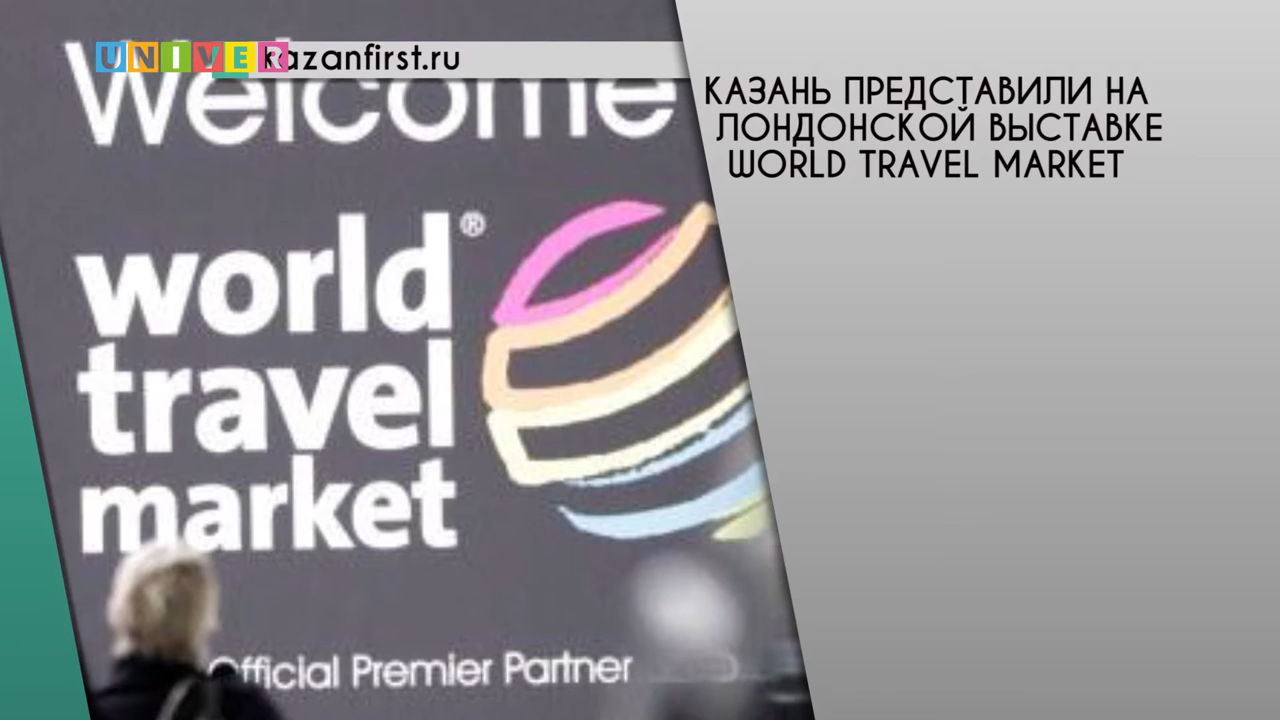 UNIVER
kazanfirst.ru
Welcome
КАЗАНЬ ПРЕДСТАВИЛИ НА
ЛОНДОНСКОЙ ВЫСТАВКЕ
WORLD TRAVEL MARKET
world®
travel
market
Official Premier Partner